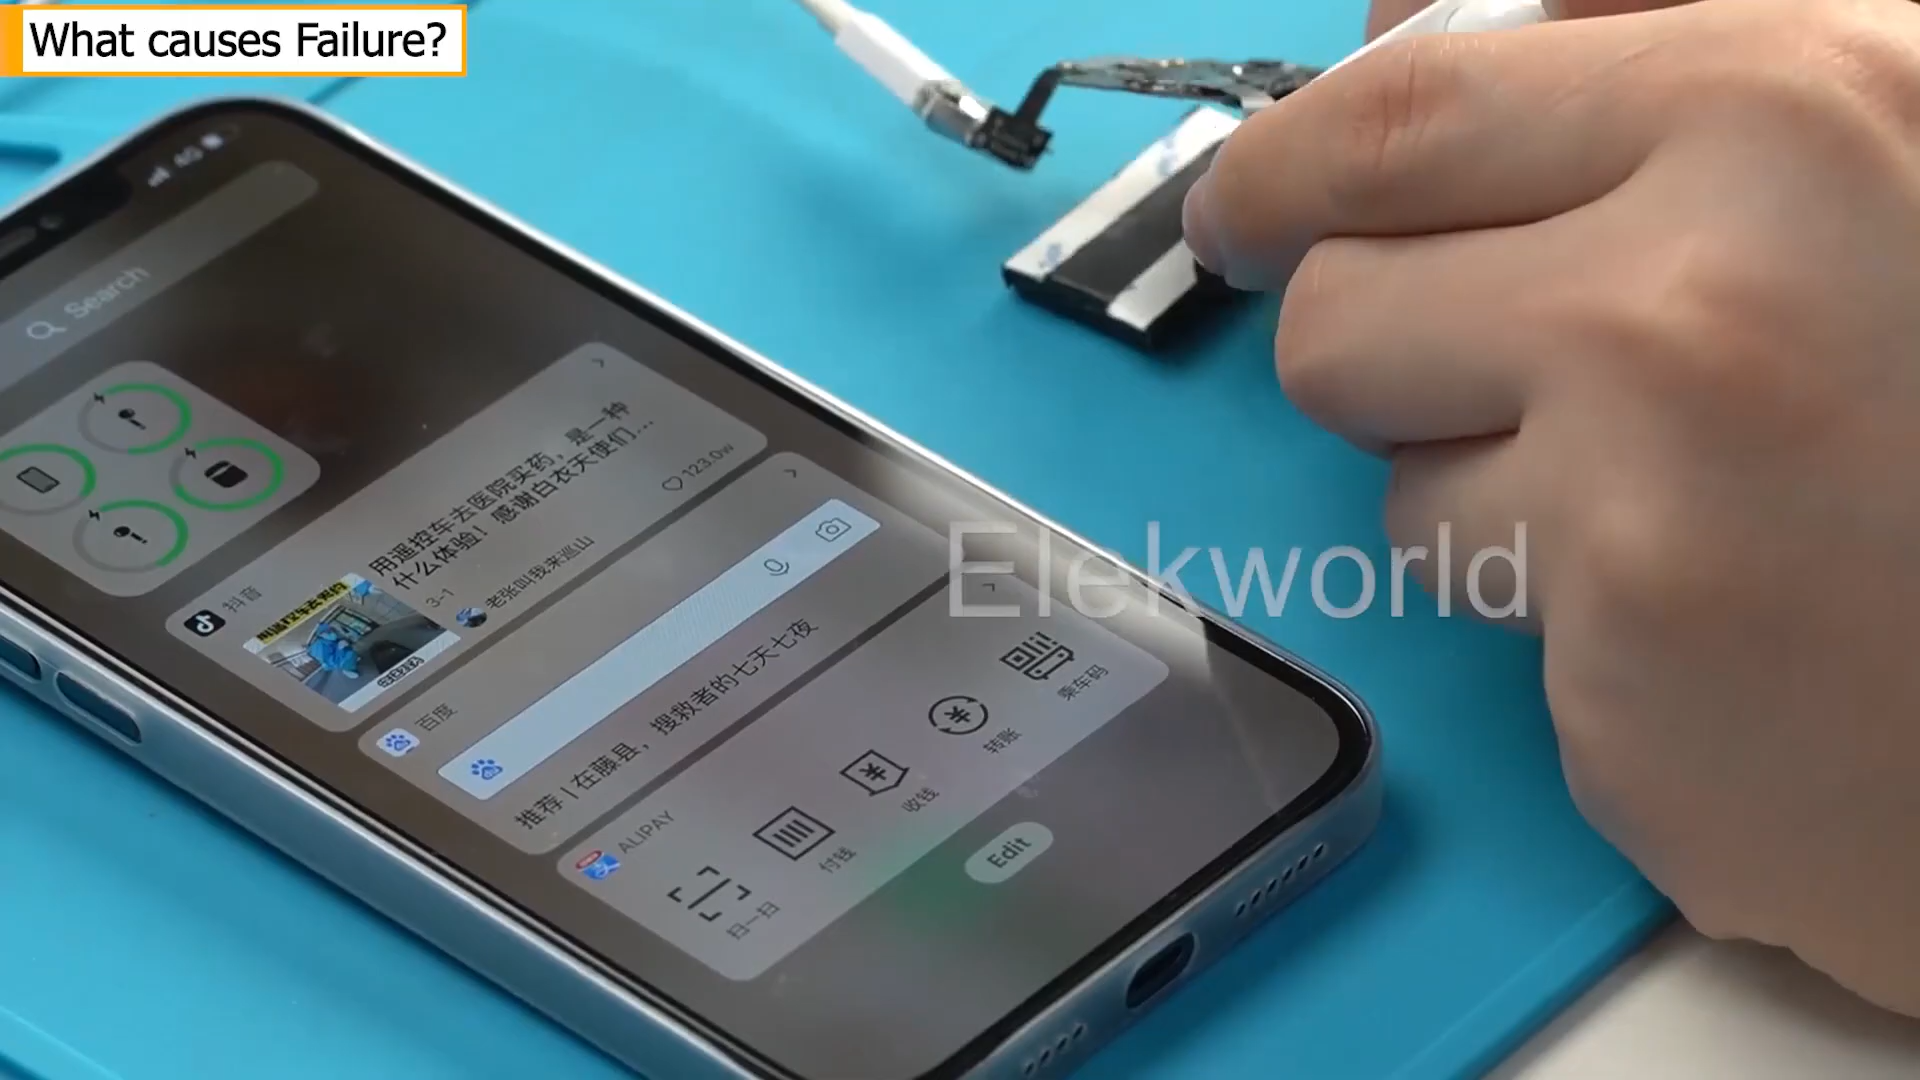 What causes Failure?
4G
Search
抖音
用遥控车去医院买药，是一种
什么体验！感谢白衣天使们...
3-1
♡123.0w
老张叫我来巡山
百度
推荐 | 在藤县，搜救者的七天七夜
ALIPAY
扫一扫
付钱
收钱
转账
乘车码
Edit
Elekworld